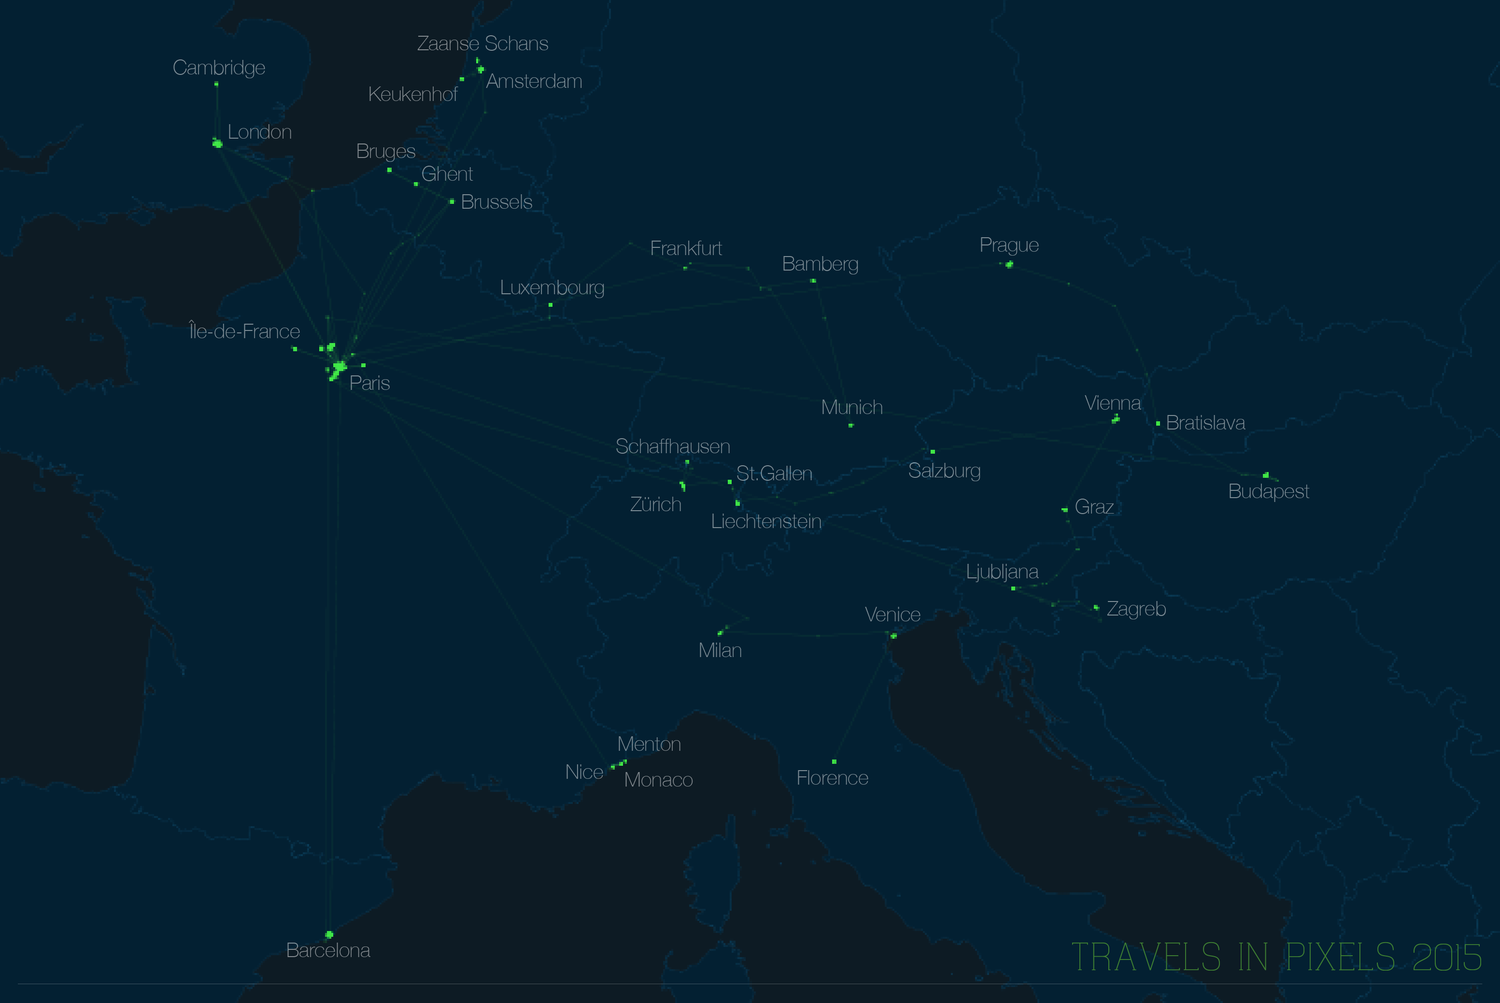 Zaanse Schans
Cambridge
Amsterdam
Keukenhof
London
Bruges
Ghent
Brussels
Prague
Frankfurt
Bamberg
Luxembourg
Île-de-France
Paris
Vienna
Munich
Bratislava
Schaffhausen
Salzburg
St.Gallen
Budapest
Zürich
Graz
Liechtenstein
Ljubljana
Zagreb
Venice
Milan
Menton
Nice
Monaco
Florence
Barcelona
TRAVELS IN PIXELS 2015